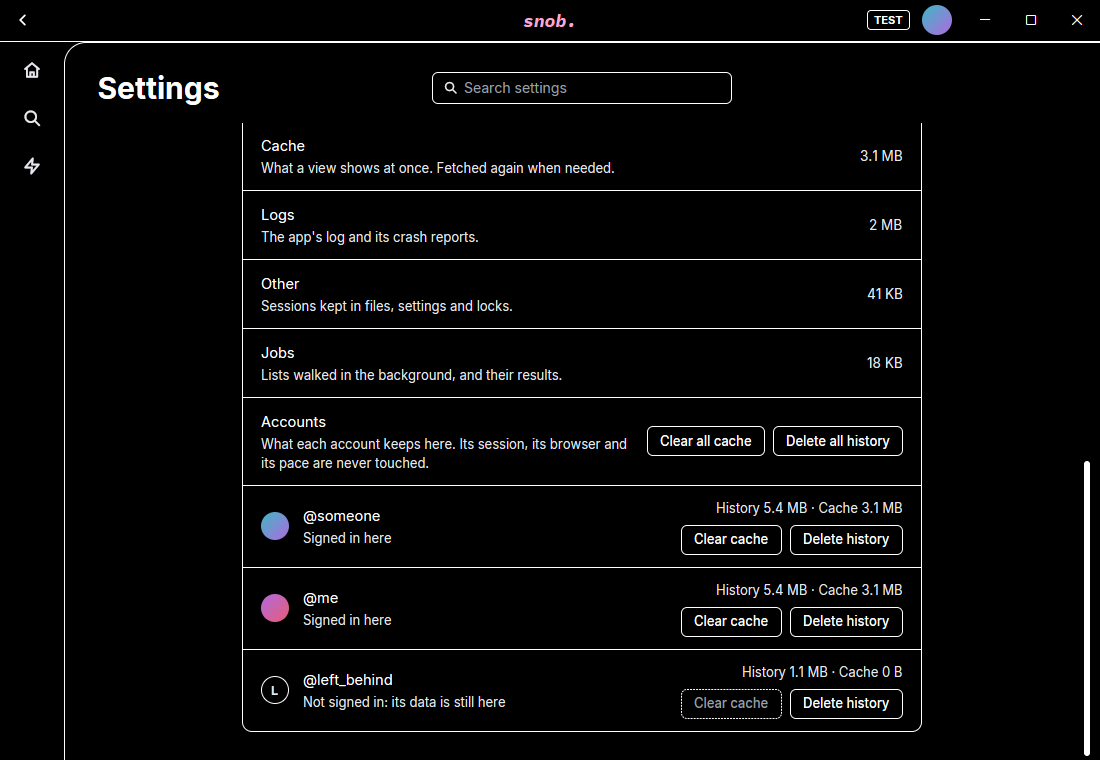 snob.
TEST
Settings
Search settings
Cache
What a view shows at once. Fetched again when needed.
3.1 MB
Logs
The app's log and its crash reports.
2 MB
Other
Sessions kept in files, settings and locks.
41 KB
Jobs
Lists walked in the background, and their results.
18 KB
Accounts
What each account keeps here. Its session, its browser and
its pace are never touched.
Clear all cache
Delete all history
@someone
Signed in here
History 5.4 MB · Cache 3.1 MB
Clear cache
Delete history
@me
Signed in here
History 5.4 MB · Cache 3.1 MB
Clear cache
Delete history
L
@left_behind
Not signed in: its data is still here
History 1.1 MB · Cache 0 B
Clear cache
Delete history